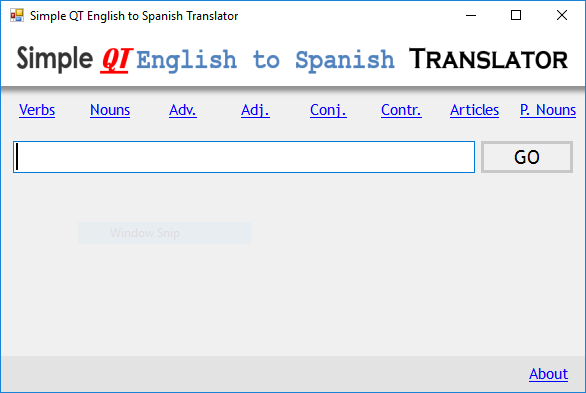 Simple QT English to Spanish Translator
Simple QT English to Spanish TRANSLATOR
Verbs Nouns Adv. Adj. Conj. Contr. Articles P. Nouns
GO
Window Snip
About